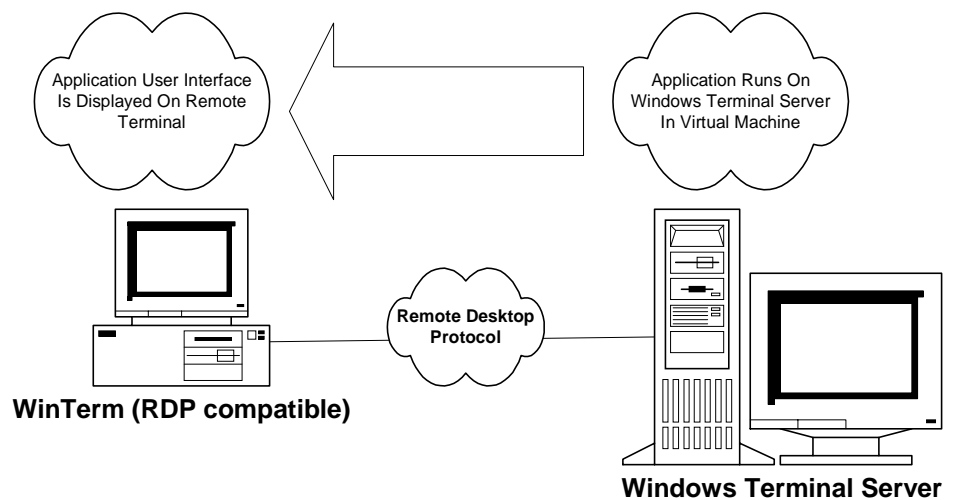 Application User Interface
Is Displayed On Remote
Terminal
Application Runs On
Windows Terminal Server
In Virtual Machine
Remote Desktop
Protocol
WinTerm (RDP compatible)
Windows Terminal Server